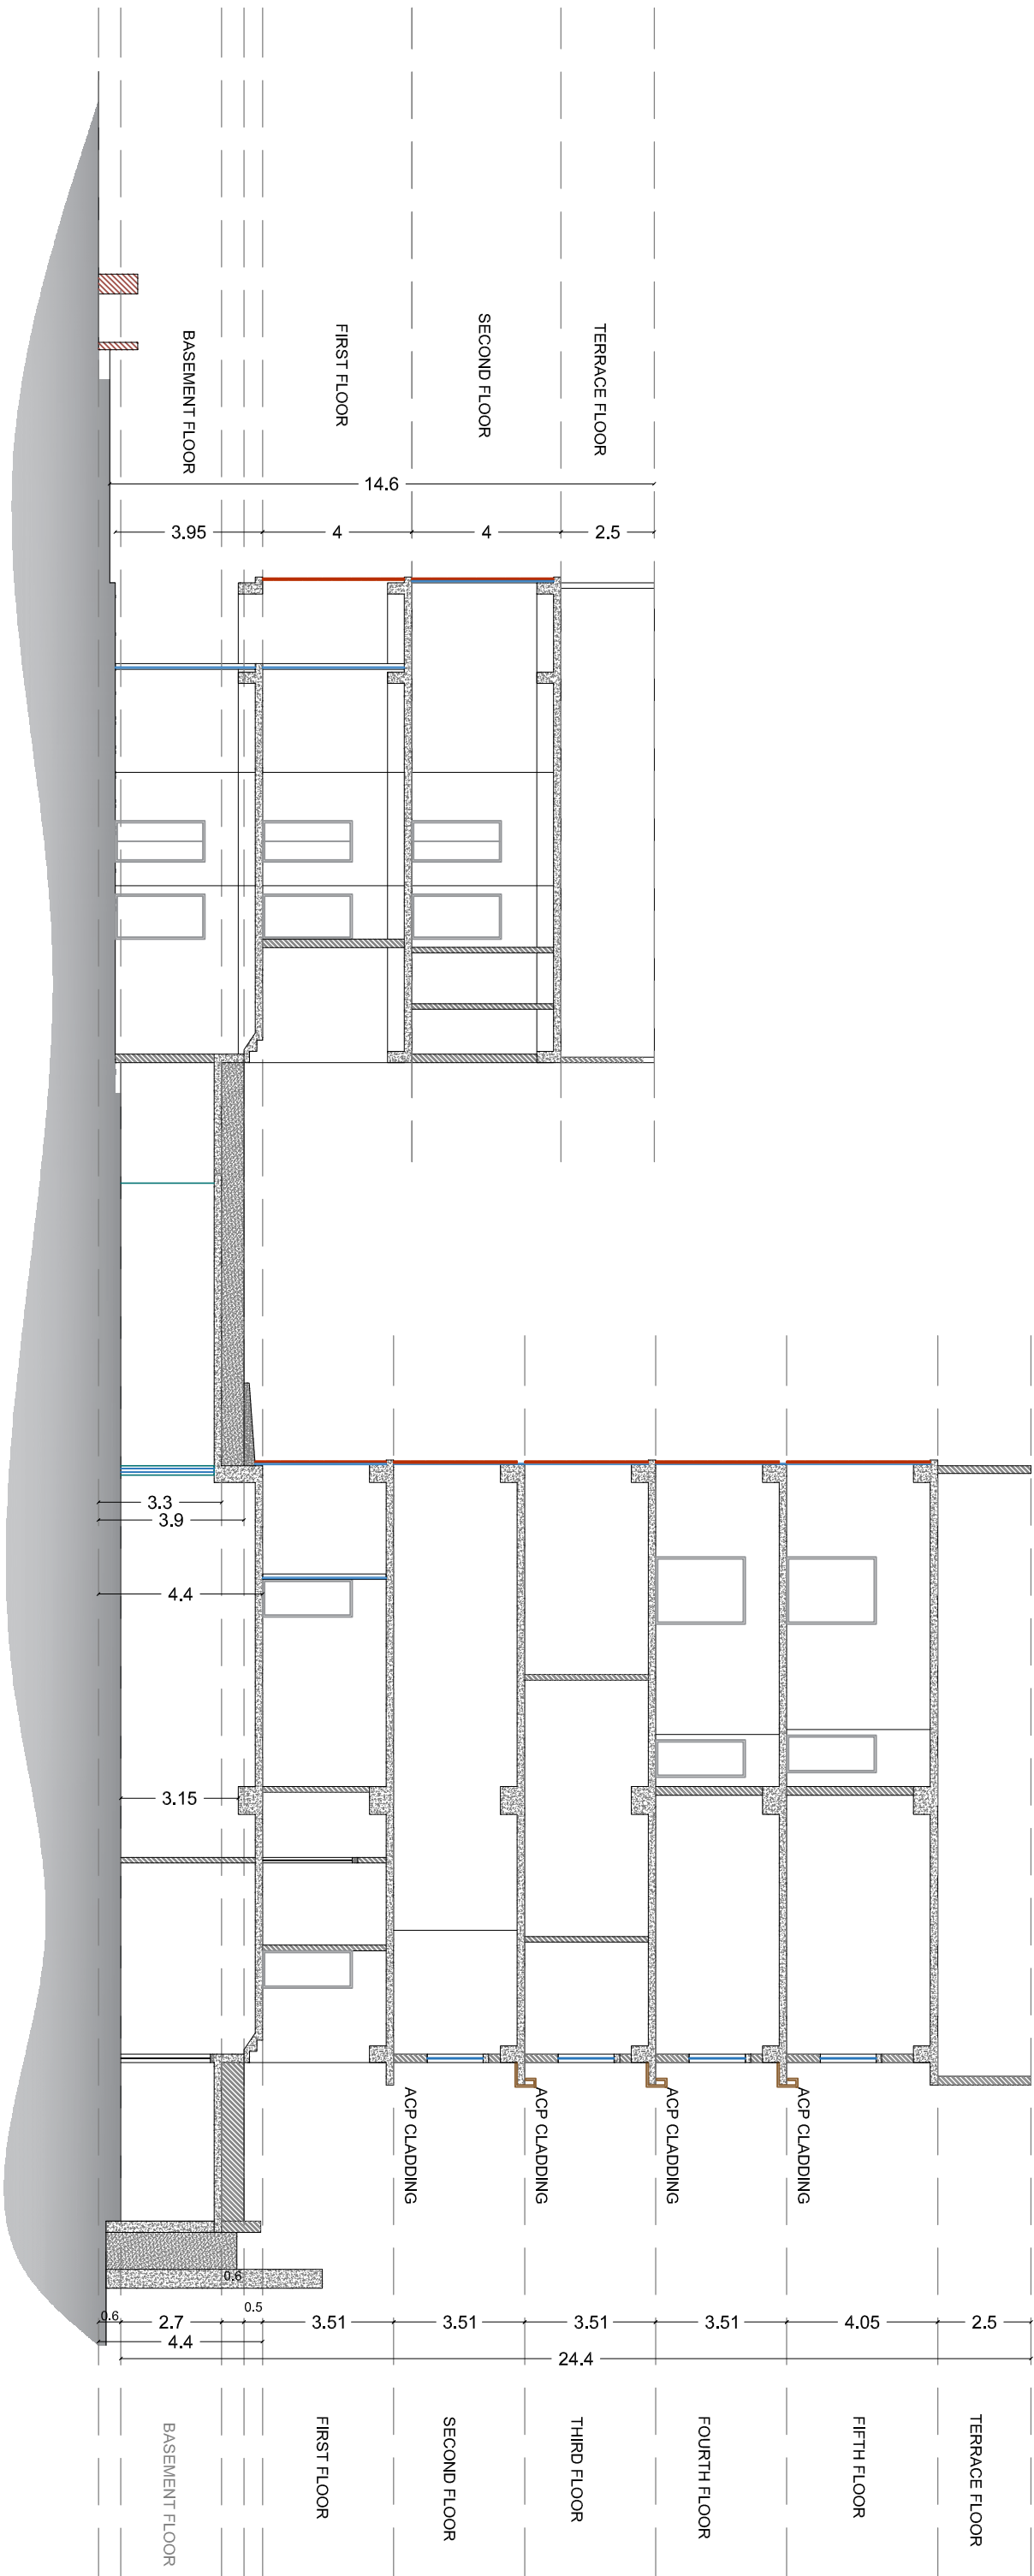 TERRACE FLOOR
SECOND FLOOR
FIRST FLOOR
BASEMENT FLOOR
14.6
2.5
4
4
3.95
3.3
3.9
4.4
3.15
ACP CLADDING
ACP CLADDING
ACP CLADDING
ACP CLADDING
0.6
0.5
0.6
2.7
4.4
3.51
3.51
3.51
3.51
4.05
2.5
24.4
TERRACE FLOOR
FIFTH FLOOR
FOURTH FLOOR
THIRD FLOOR
SECOND FLOOR
FIRST FLOOR
BASEMENT FLOOR